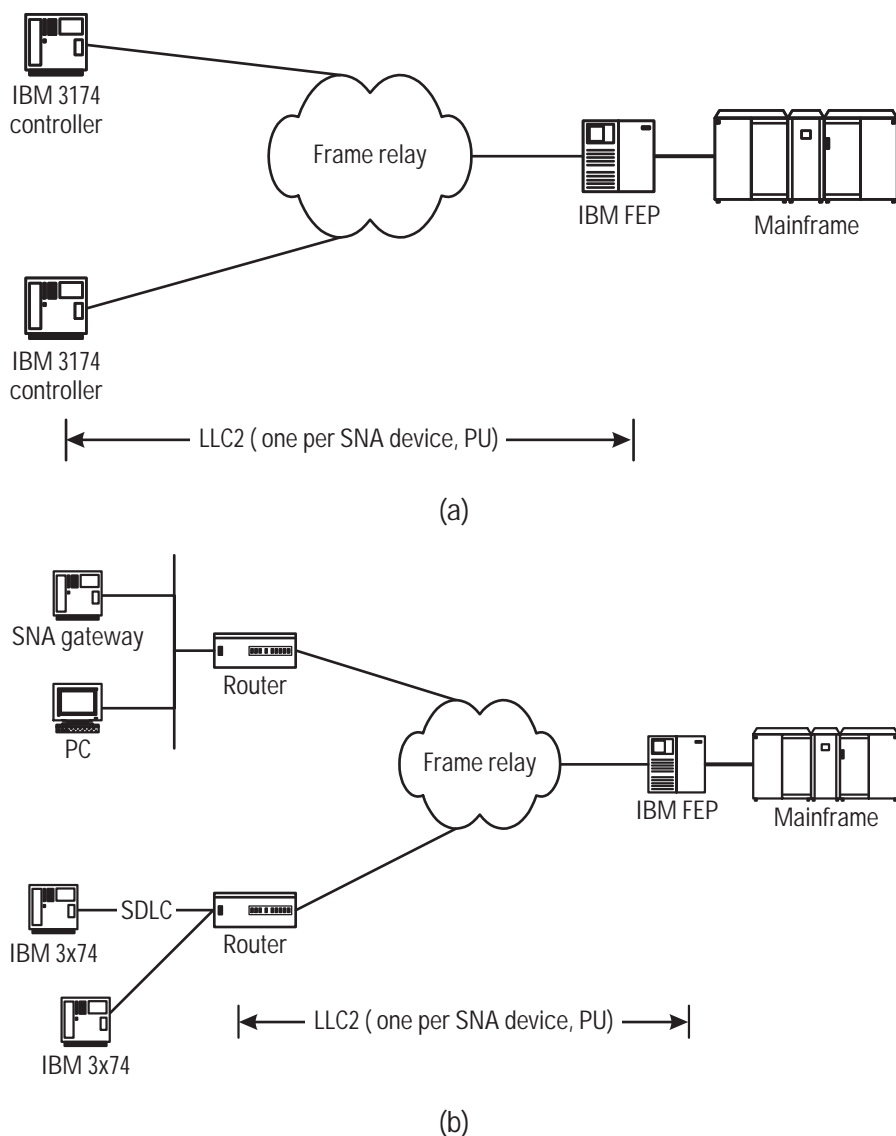 IBM 3174
controller
Frame relay
IBM FEP
Mainframe
IBM 3174
controller
LLC2 ( one per SNA device, PU)
(a)
SNA gateway
Router
PC
Frame relay
IBM FEP
Mainframe
SDLC
IBM 3x74
Router
LLC2 ( one per SNA device, PU)
IBM 3x74
(b)